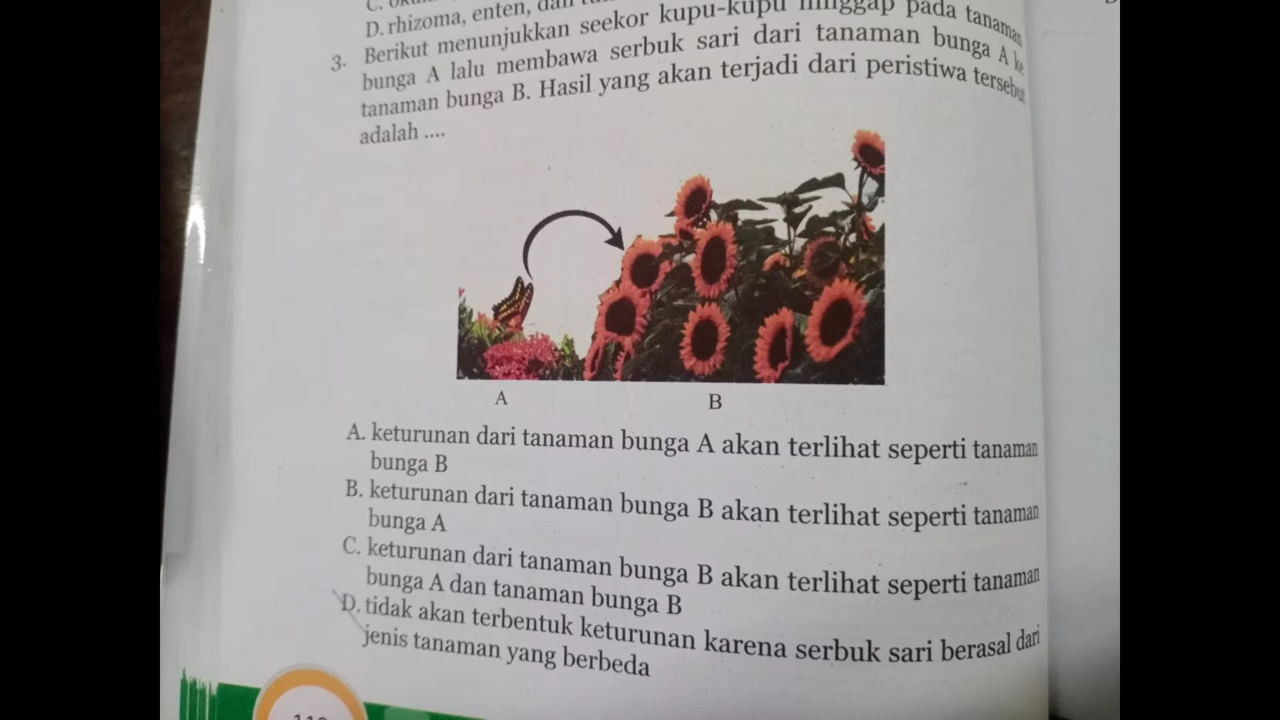 D. rhizoma, enten, dan
3. Berikut menunjukkan seekor kupu-kupu hinggap pada tanaman
bunga A lalu membawa serbuk sari dari tanaman bunga A ke
tanaman bunga B. Hasil yang akan terjadi dari peristiwa tersebut
adalah ....
A
B
A. keturunan dari tanaman bunga A akan terlihat seperti tanaman
bunga B
B. keturunan dari tanaman bunga B akan terlihat seperti tanaman
bunga A
C. keturunan dari tanaman bunga B akan terlihat seperti tanaman
bunga A dan tanaman bunga B
D. tidak akan terbentuk keturunan karena serbuk sari berasal dari
jenis tanaman yang berbeda